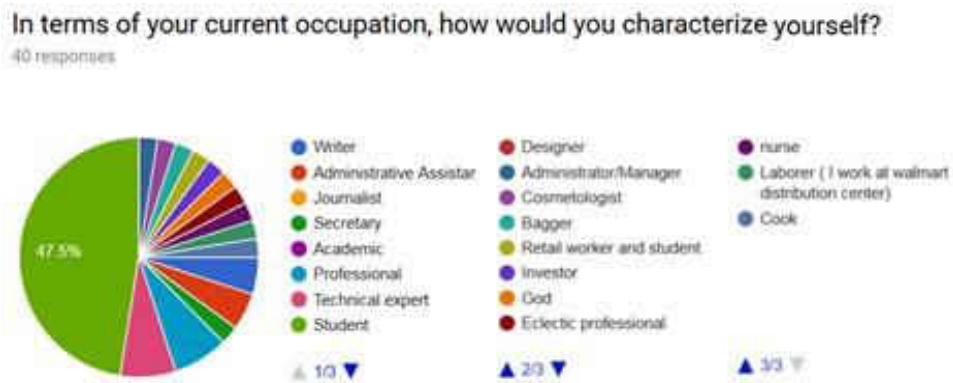 In terms of your current occupation, how would you characterize yourself?
40 responses
47.5%
Writer
Administrative Assistar
Journalist
Secretary
Academic
Professional
Technical expert
Student
1/3
Designer
Administrator/Manager
Cosmetologist
Bagger
Retail worker and student
Investor
God
Eclectic professional
2/3
nurse
Laborer ( I work at walmart
distribution center)
Cook
3/3